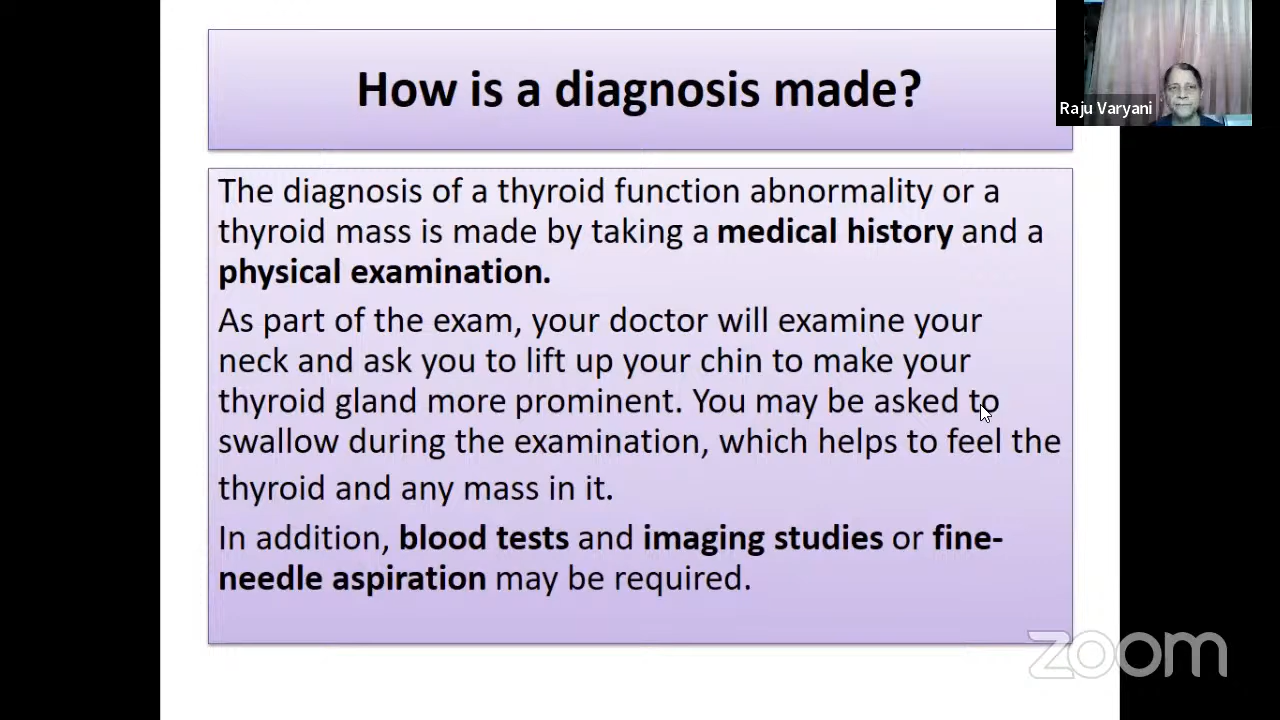 How is a diagnosis made?
Raju Varyani
The diagnosis of a thyroid function abnormality or a
thyroid mass is made by taking a medical history and a
physical examination.
As part of the exam, your doctor will examine your
neck and ask you to lift up your chin to make your
thyroid gland more prominent. You may be asked to
swallow during the examination, which helps to feel the
thyroid and any mass in it.
In addition, blood tests and imaging studies or fine-
needle aspiration may be required.
zoom